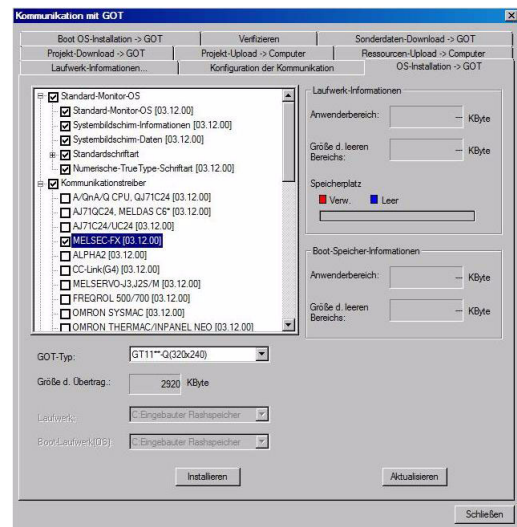 Kommunikation mit GOT
Boot OS-Installation -> GOT
Verifizieren
Sonderdaten-Download -> GOT
Projekt-Download -> GOT
Projekt-Upload -> Computer
Ressourcen-Upload -> Computer
Laufwerk-Informationen...
Konfiguration der Kommunikation
OS-Installation -> GOT
Standard-Monitor-OS
Standard-Monitor-OS [03.12.00]
Systembildschirm-Informationen [03.12.00]
Systembildschirm-Daten [03.12.00]
Standardschriftart
Numerische-TrueType-Schriftart [03.12.00]
Kommunikationstreiber
A/QnA/Q CPU, QJ71C24 [03.12.00]
AJ71QC24, MELDAS C6* [03.12.00]
AJ71C24/UC24 [03.12.00]
MELSEC-FX [03.12.00]
ALPHA2 [03.12.00]
CC-Link(G4) [03.12.00]
MELSERVO-J3,J2S/M [03.12.00]
FREQROL 500/700 [03.12.00]
OMRON SYSMAC [03.12.00]
OMRON THERMAC/INPANEL NEO [03.12.00]
Laufwerk-Informationen
Anwenderbereich: -- KByte
Größe d. leeren
Bereichs: -- KByte
Speicherplatz
Verw. Leer
Boot-Speicher-Informationen
Anwenderbereich: -- KByte
Größe d. leeren
Bereichs: -- KByte
GOT-Typ: GT11**-Q(320x240)
Größe d. Übertrag.: 2920 KByte
Laufwerk: C:Eingebauter Flashspeicher
Boot-Laufwerk(OS): C:Eingebauter Flashspeicher
Installieren
Aktualisieren
Schließen